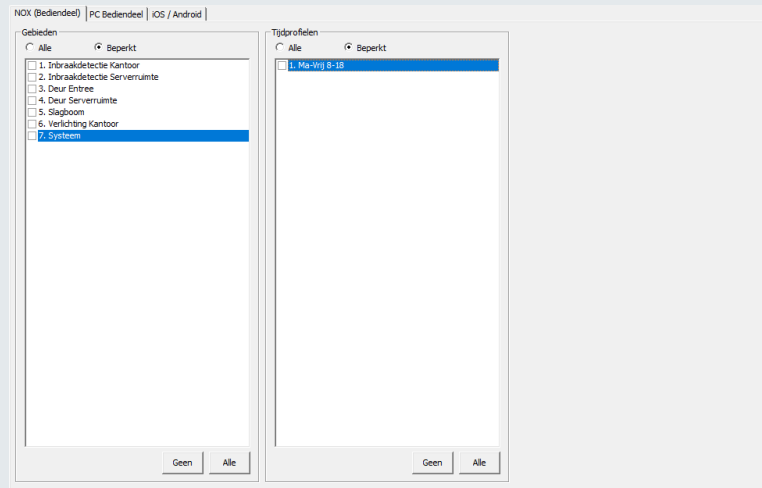 NOX (Bediendeel) PC Bediendeel iOS / Android
Gebieden
Alle Beperkt
1. Inbraakdetectie Kantoor
2. Inbraakdetectie Serverruimte
3. Deur Entree
4. Deur Serverruimte
5. Slagboom
6. Verlichting Kantoor
7. Systeem
Geen Alle
Tijdprofielen
Alle Beperkt
1. Ma-Vrij 8-18
Geen Alle